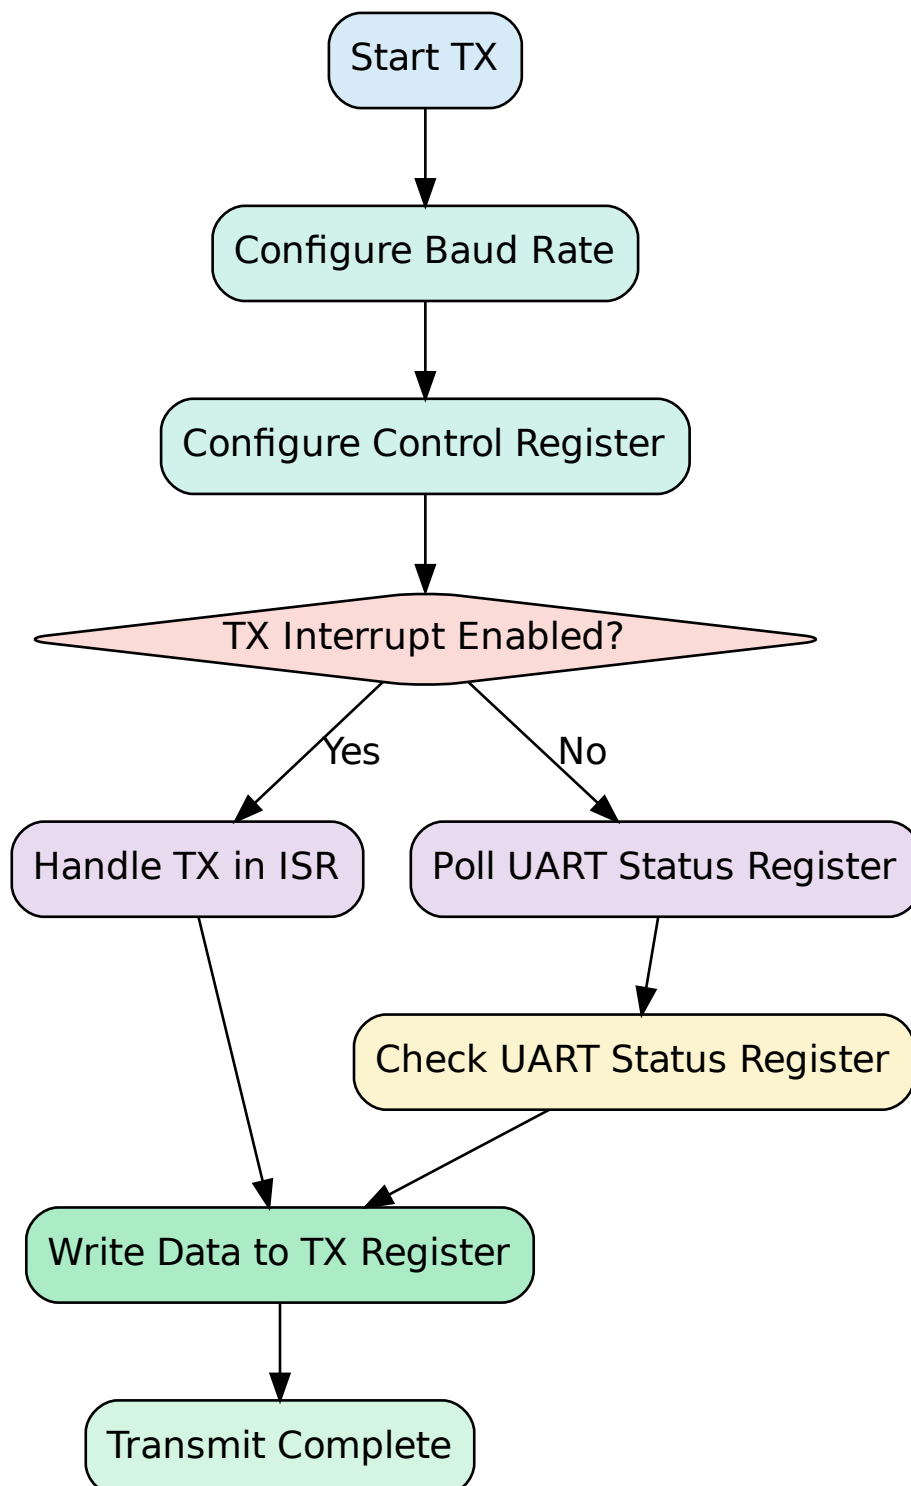 Start TX
Configure Baud Rate
Configure Control Register
TX Interrupt Enabled?
Yes
No
Handle TX in ISR
Poll UART Status Register
Check UART Status Register
Write Data to TX Register
Transmit Complete